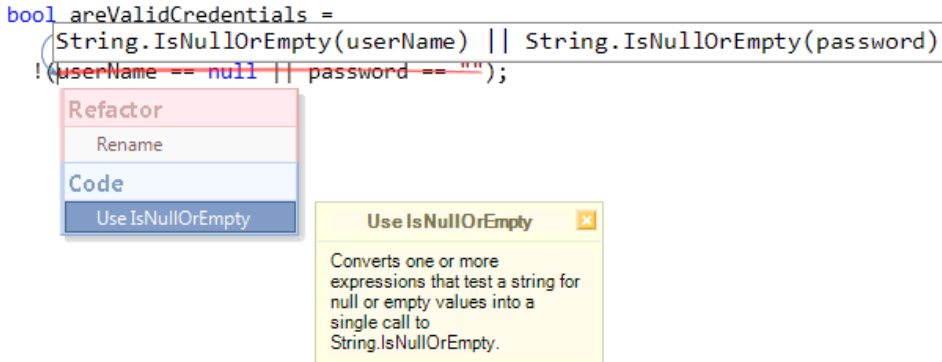 bool areValidCredentials =
String.IsNullOrEmpty(userName) || String.IsNullOrEmpty(password)
!(userName == null || password == "");
Refactor
Rename
Code
Use IsNullOrEmpty
Use IsNullOrEmpty
Converts one or more
expressions that test a string for
null or empty values into a
single call to
String.IsNullOrEmpty.